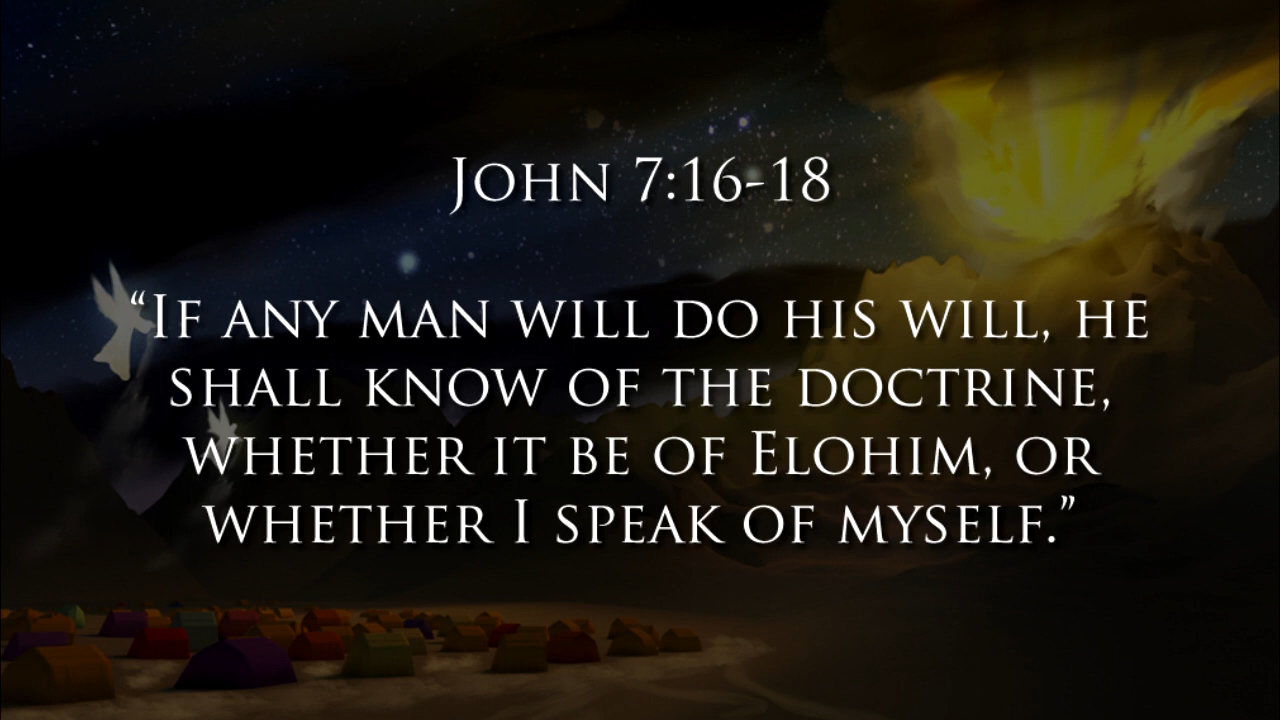 John 7:16-18
“If any man will do his will, he
shall know of the doctrine,
whether it be of Elohim, or
whether I speak of myself.”